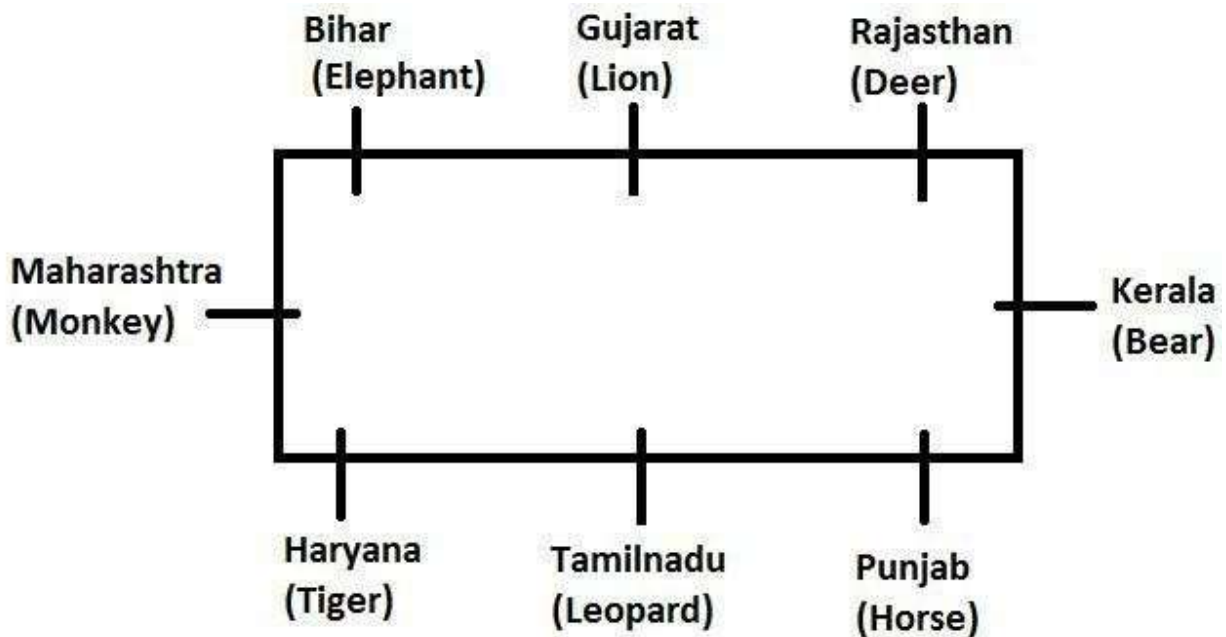 Bihar
(Elephant)
Gujarat
(Lion)
Rajasthan
(Deer)
Maharashtra
(Monkey)
Kerala
(Bear)
Haryana
(Tiger)
Tamilnadu
(Leopard)
Punjab
(Horse)